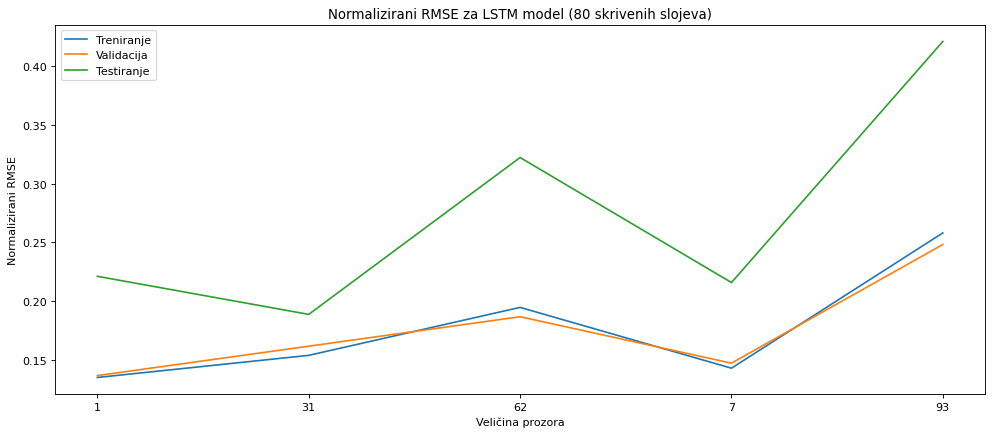 Normalizirani RMSE za LSTM model (80 skrivenih slojeva)
Treniranje
Validacija
Testiranje
Normalizirani RMSE
0.40
0.35
0.30
0.25
0.20
0.15
1 31 62 7 93
Veličina prozora